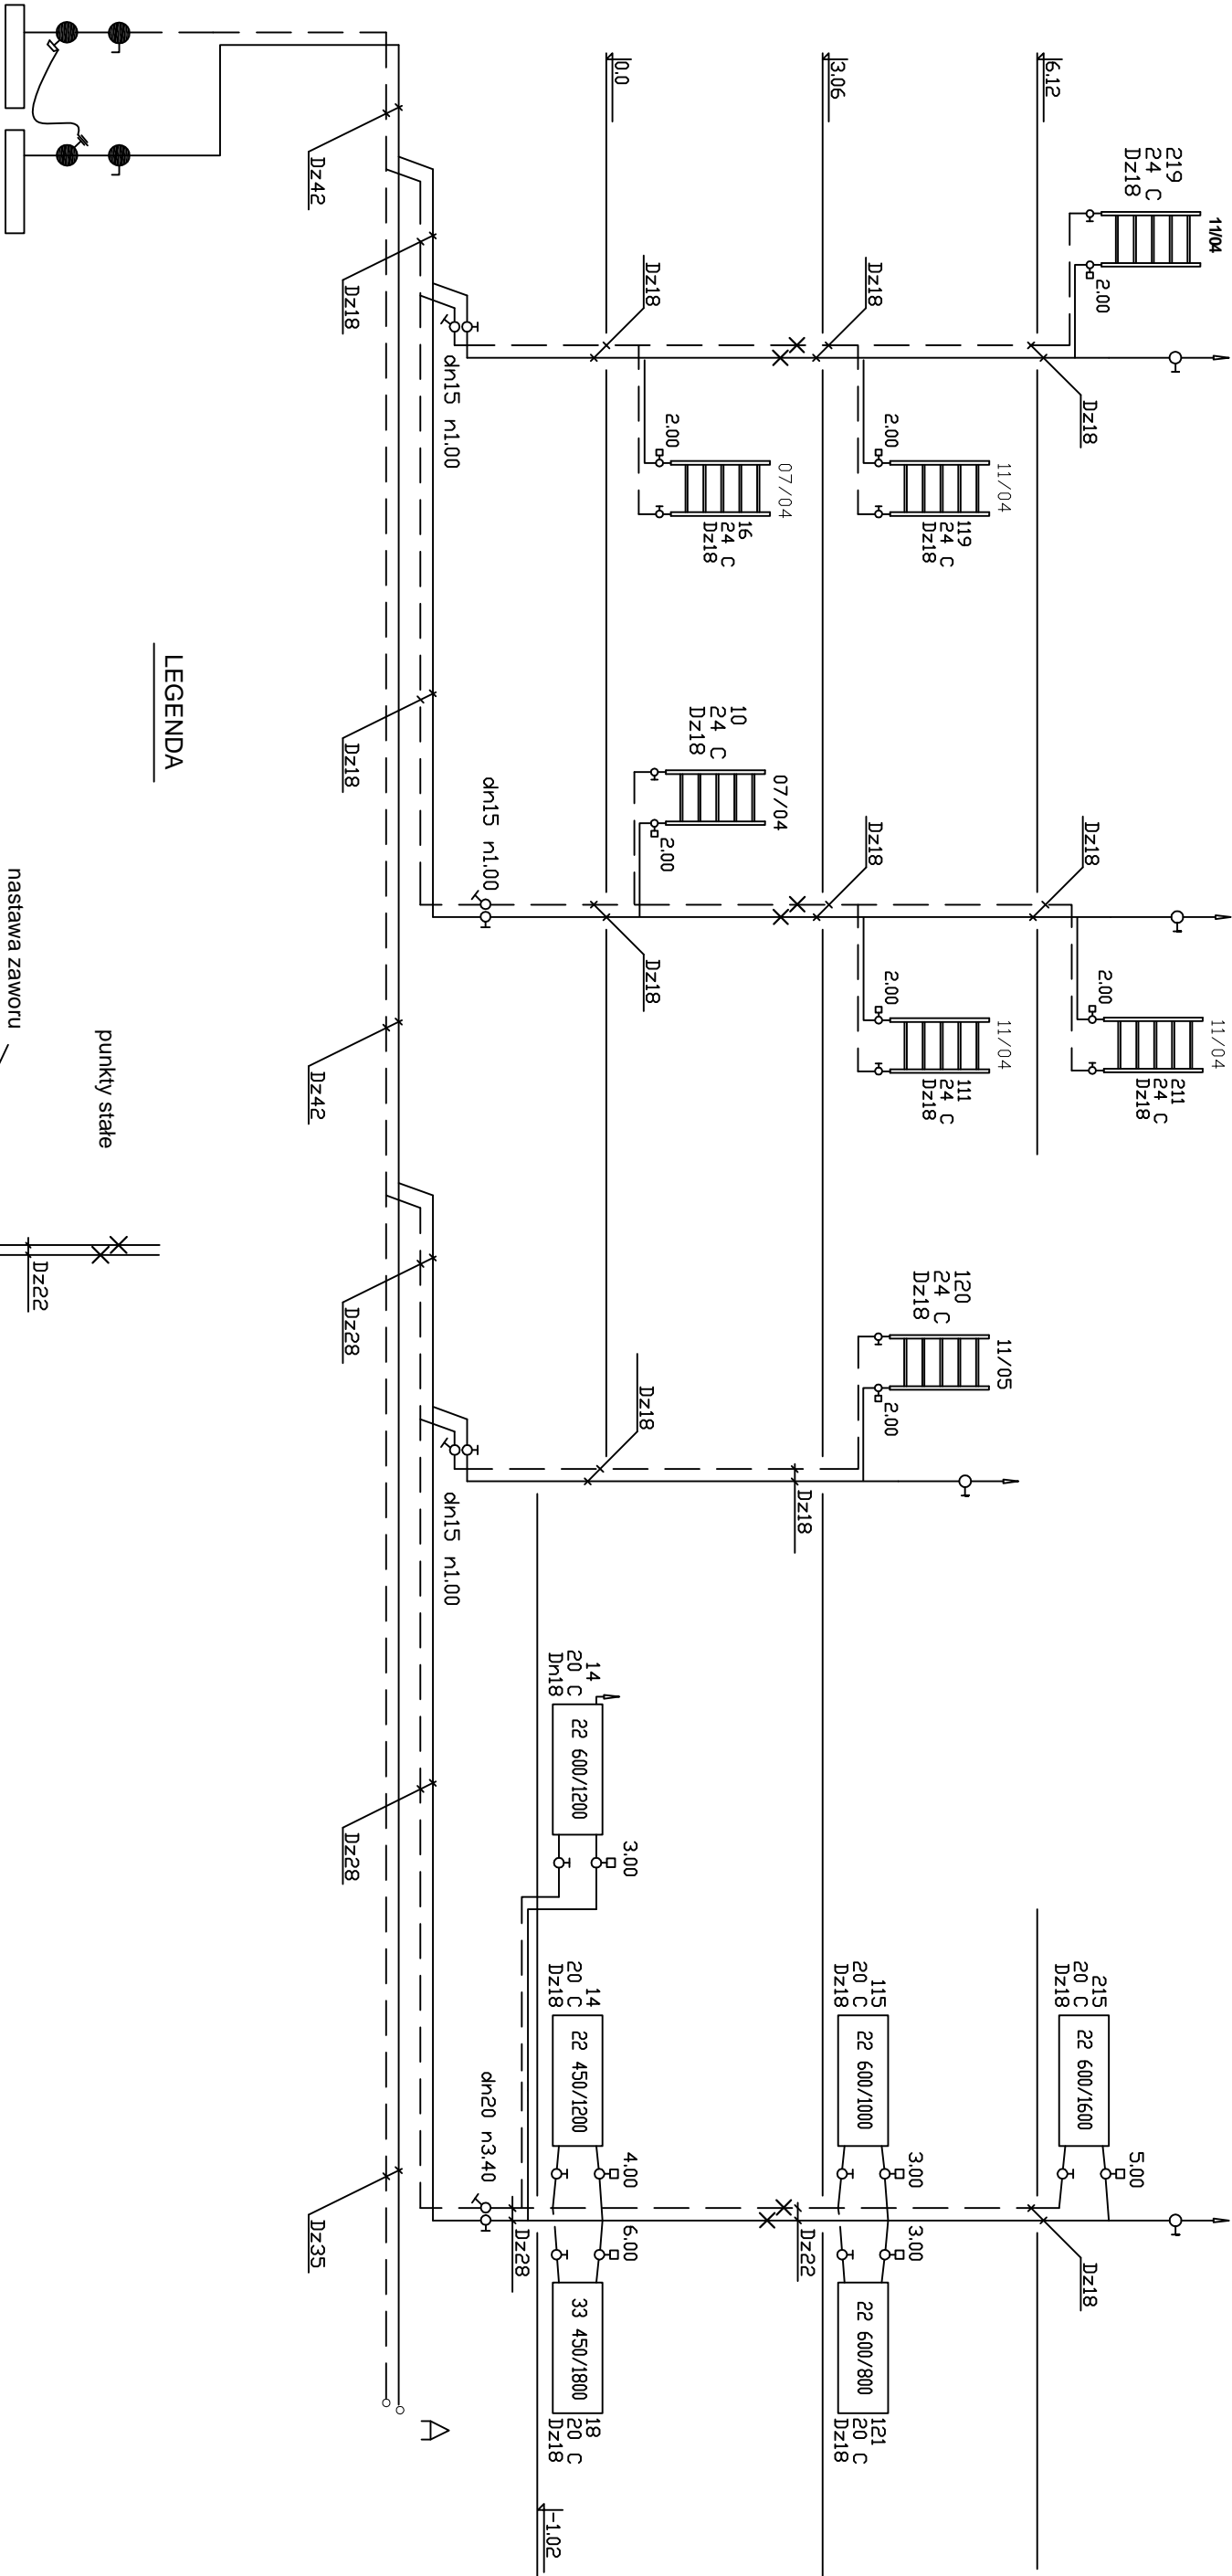 6,12
219
24 C
Dz18
11/04
2.00
Dz18
3,06
Dz18
2.00
11/04
119
24 C
Dz18
0.0
Dz18
2.00
07/04
16
24 C
Dz18
dn15 n1.00
Dz42
Dz18
Dz18
2.00
11/04
211
24 C
Dz18
Dz18
2.00
11/04
111
24 C
Dz18
10
24 C
Dz18
07/04
2.00
Dz18
dn15 n1.00
Dz18
Dz42
120
24 C
Dz18
11/05
2.00
Dz18
Dz18
dn15 n1.00
Dz28
Dz28
215
20 C
Dz18
22 600/1600
5.00
Dz18
115
20 C
Dz18
22 600/1000
3.00
3.00
22 600/800
121
20 C
Dz18
Dz22
14
20 C
Dn18
22 600/1200
3.00
14
20 C
Dz18
22 450/1200
4.00
6.00
33 450/1800
18
20 C
Dz18
-1.02
dn20 n3,40
Dz28
Dz35
A
LEGENDA
punkty stałe
nastawa zaworu
Dz22